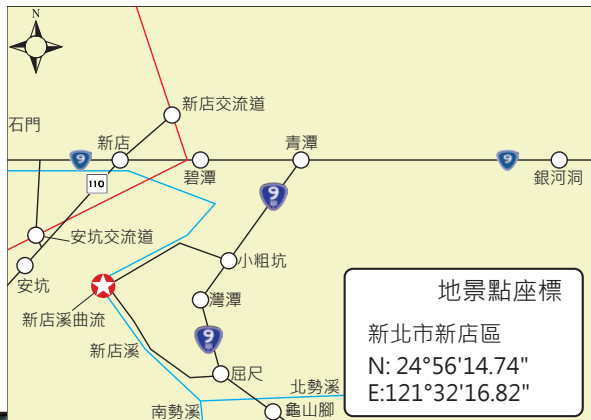 N
新店交流道
石門
新店
青潭
9
9
110
碧潭
銀河洞
9
安坑交流道
小粗坑
安坑
灣潭
新店溪曲流
新店溪
9
屈尺
北勢溪
南勢溪
龜山腳
地景點座標
新北市新店區
N: 24°56'14.74"
E:121°32'16.82"